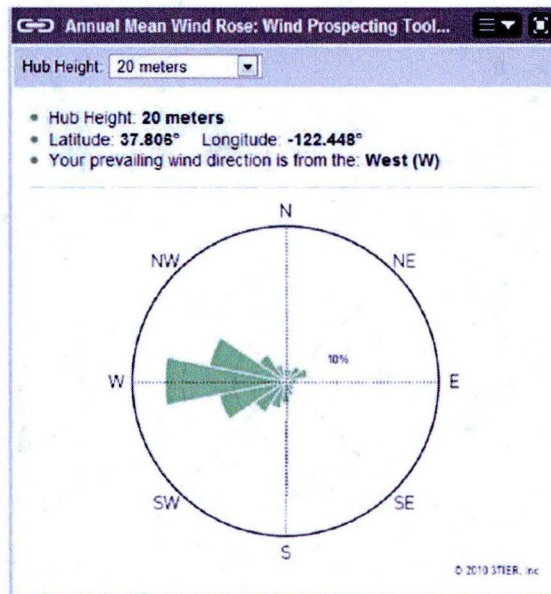 Annual Mean Wind Rose: Wind Prospecting Tool...
Hub Height: 20 meters
Hub Height: 20 meters
Latitude: 37.806° Longitude: -122.448°
Your prevailing wind direction is from the: West (W)
N
NW NE
10%
W E
SW SE
S
© 2010 3TIER, Inc